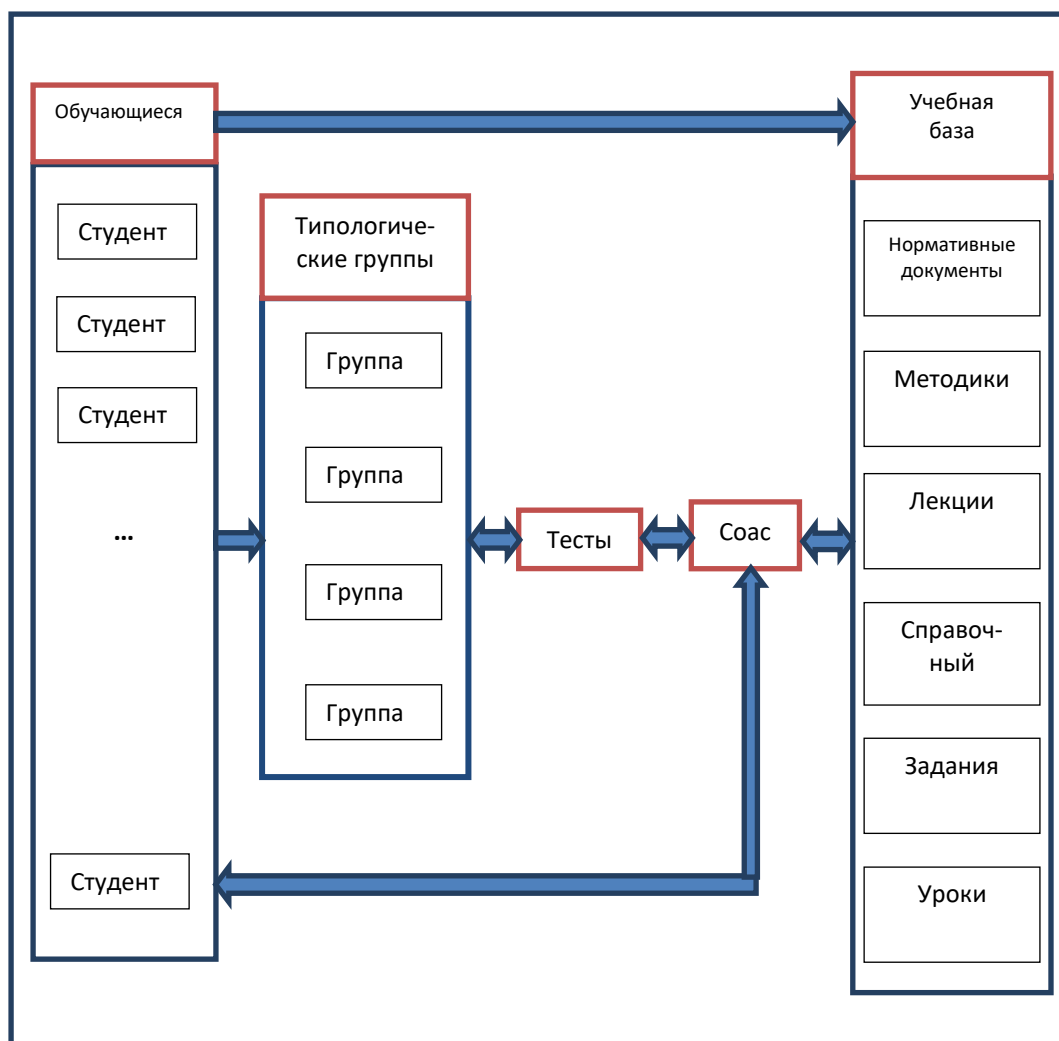 Обучающиеся
Студент
Студент
Студент
...
Студент
Типологиче-
ские группы
Группа
Группа
Группа
Группа
Тесты
Соас
Учебная
база
Нормативные
документы
Методики
Лекции
Справоч-
ный
Задания
Уроки